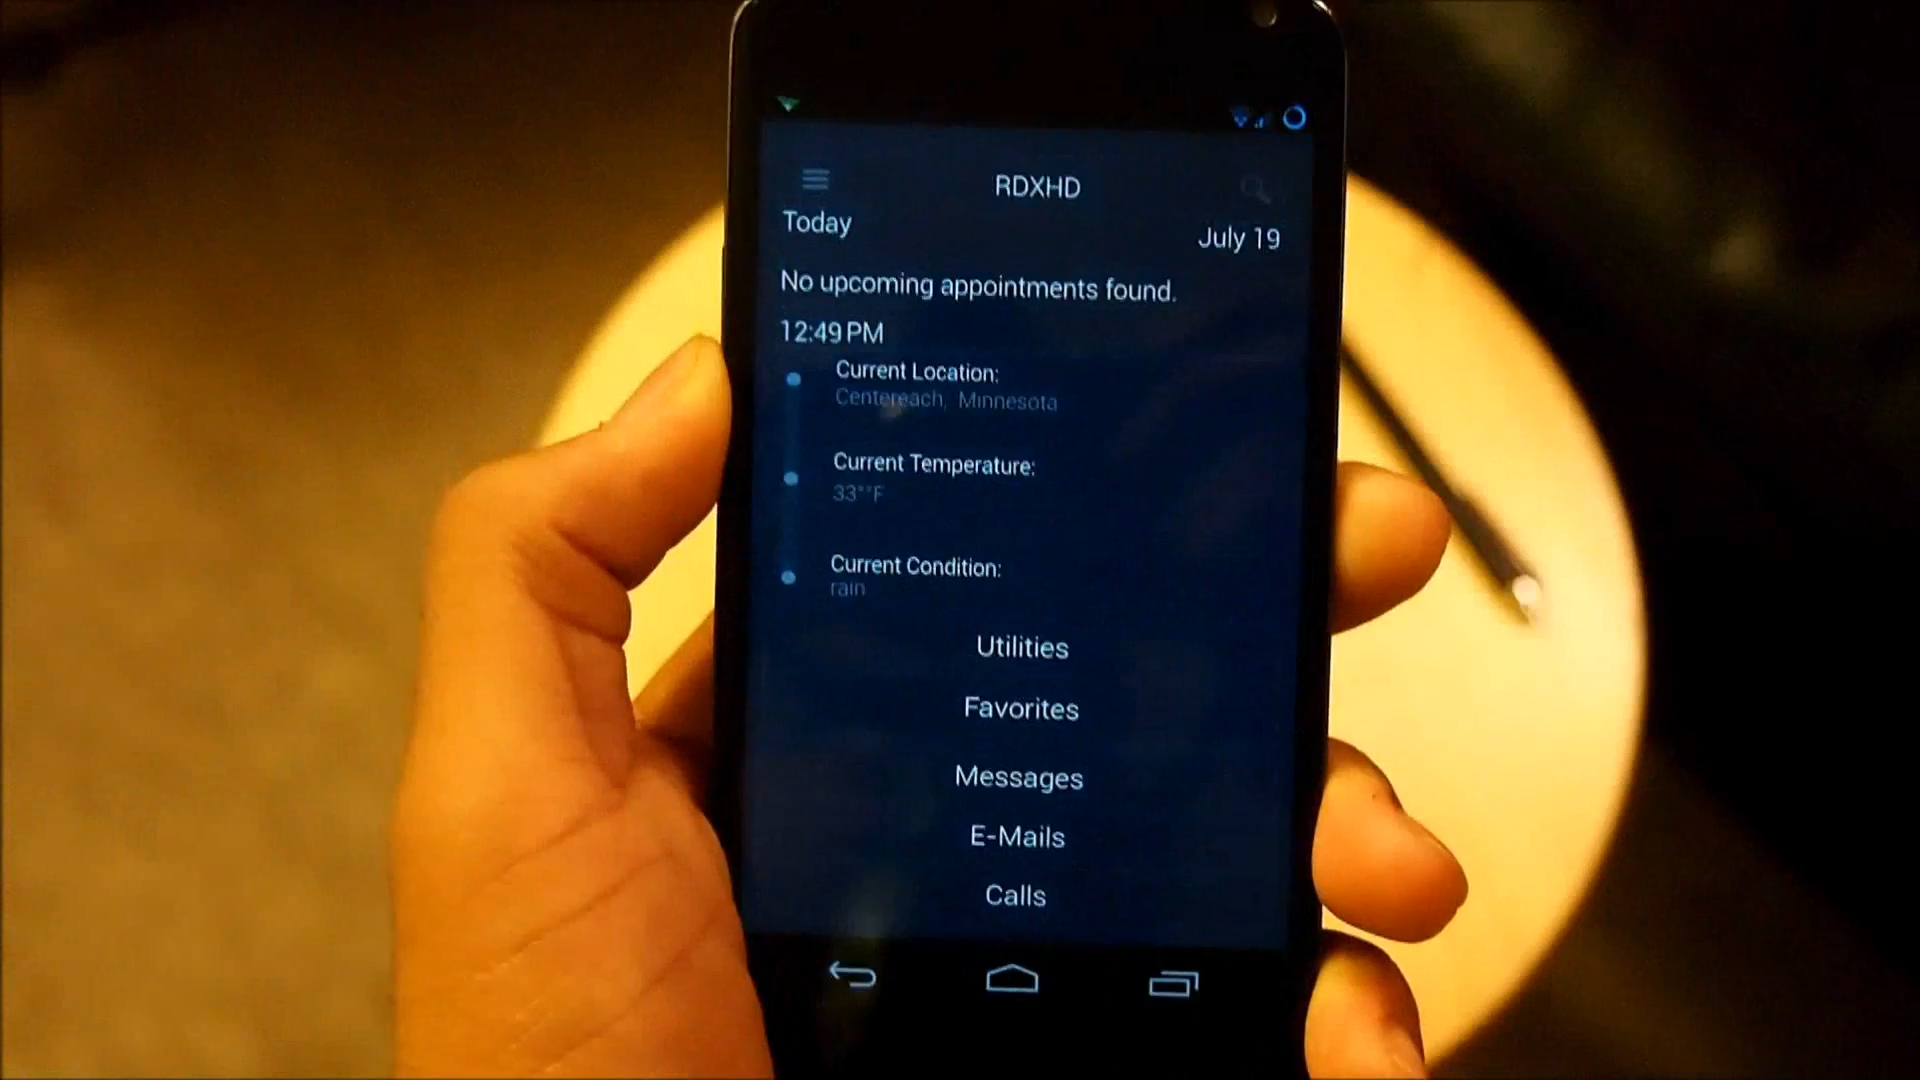 RDXHD
Today
July 19
No upcoming appointments found.
12:49 PM
Current Location:
Centereach, Minnesota
Current Temperature:
33°°F
Current Condition:
rain
Utilities
Favorites
Messages
E-Mails
Calls